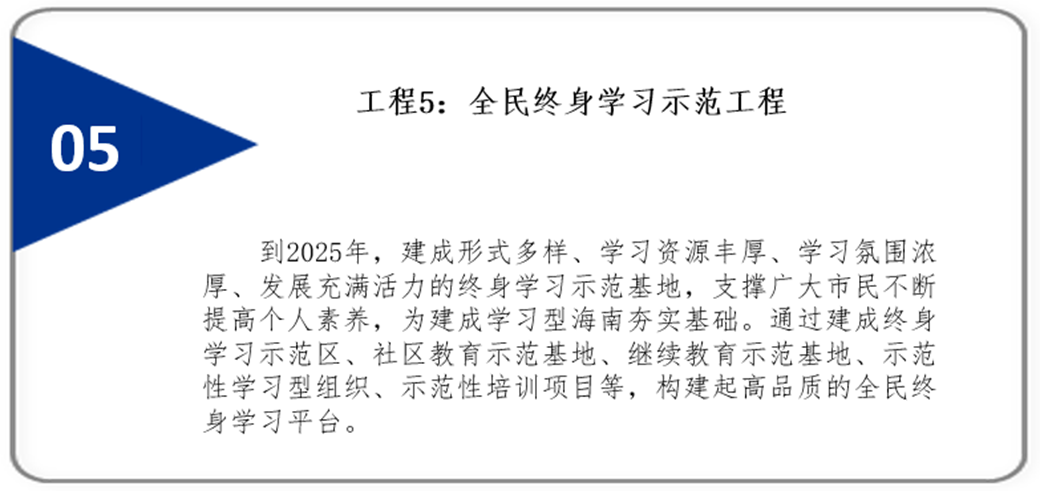 05
工程5：全民终身学习示范工程
到2025年，建成形式多样、学习资源丰厚、学习氛围浓
厚、发展充满活力的终身学习示范基地，支撑广大市民不断
提高个人素养，为建成学习型海南夯实基础。通过建成终身
学习示范区、社区教育示范基地、继续教育示范基地、示范
性学习型组织、示范性培训项目等，构建起高品质的全民终
身学习平台。